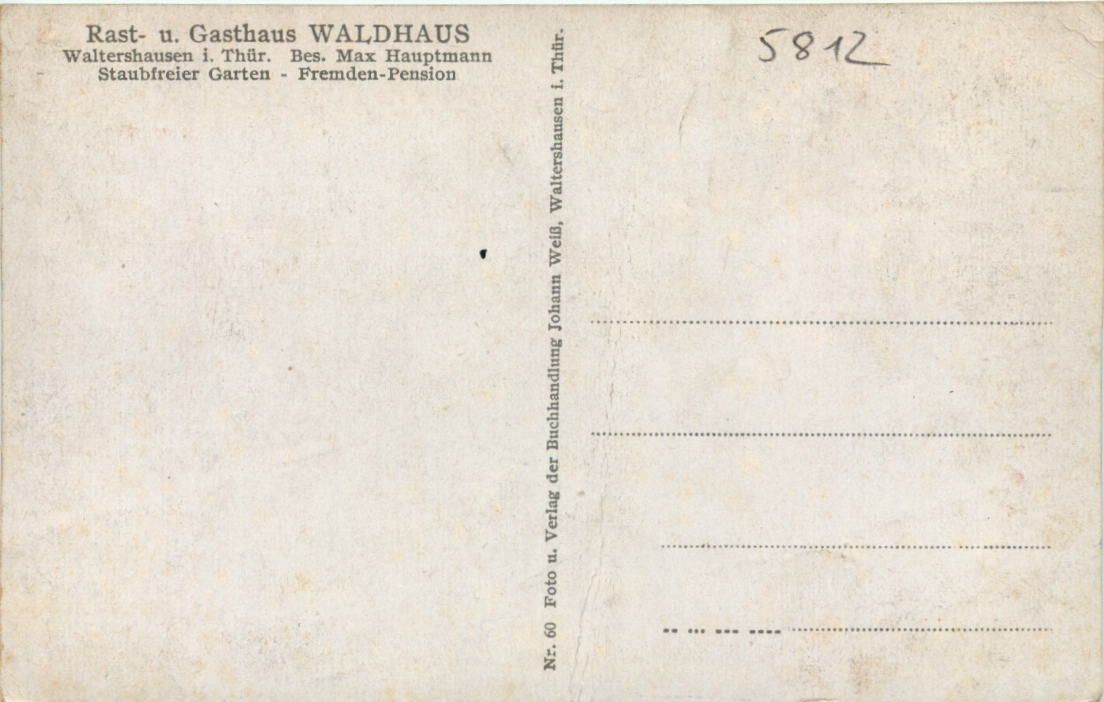 Rast- u. Gasthaus WALDHAUS
Waltershausen i. Thür. Bes. Max Hauptmann
Staubfreier Garten - Fremden-Pension
Nr. 60 Foto u. Verlag der Buchhandlung Johann Weiß, Waltershausen i. Thür.
5812